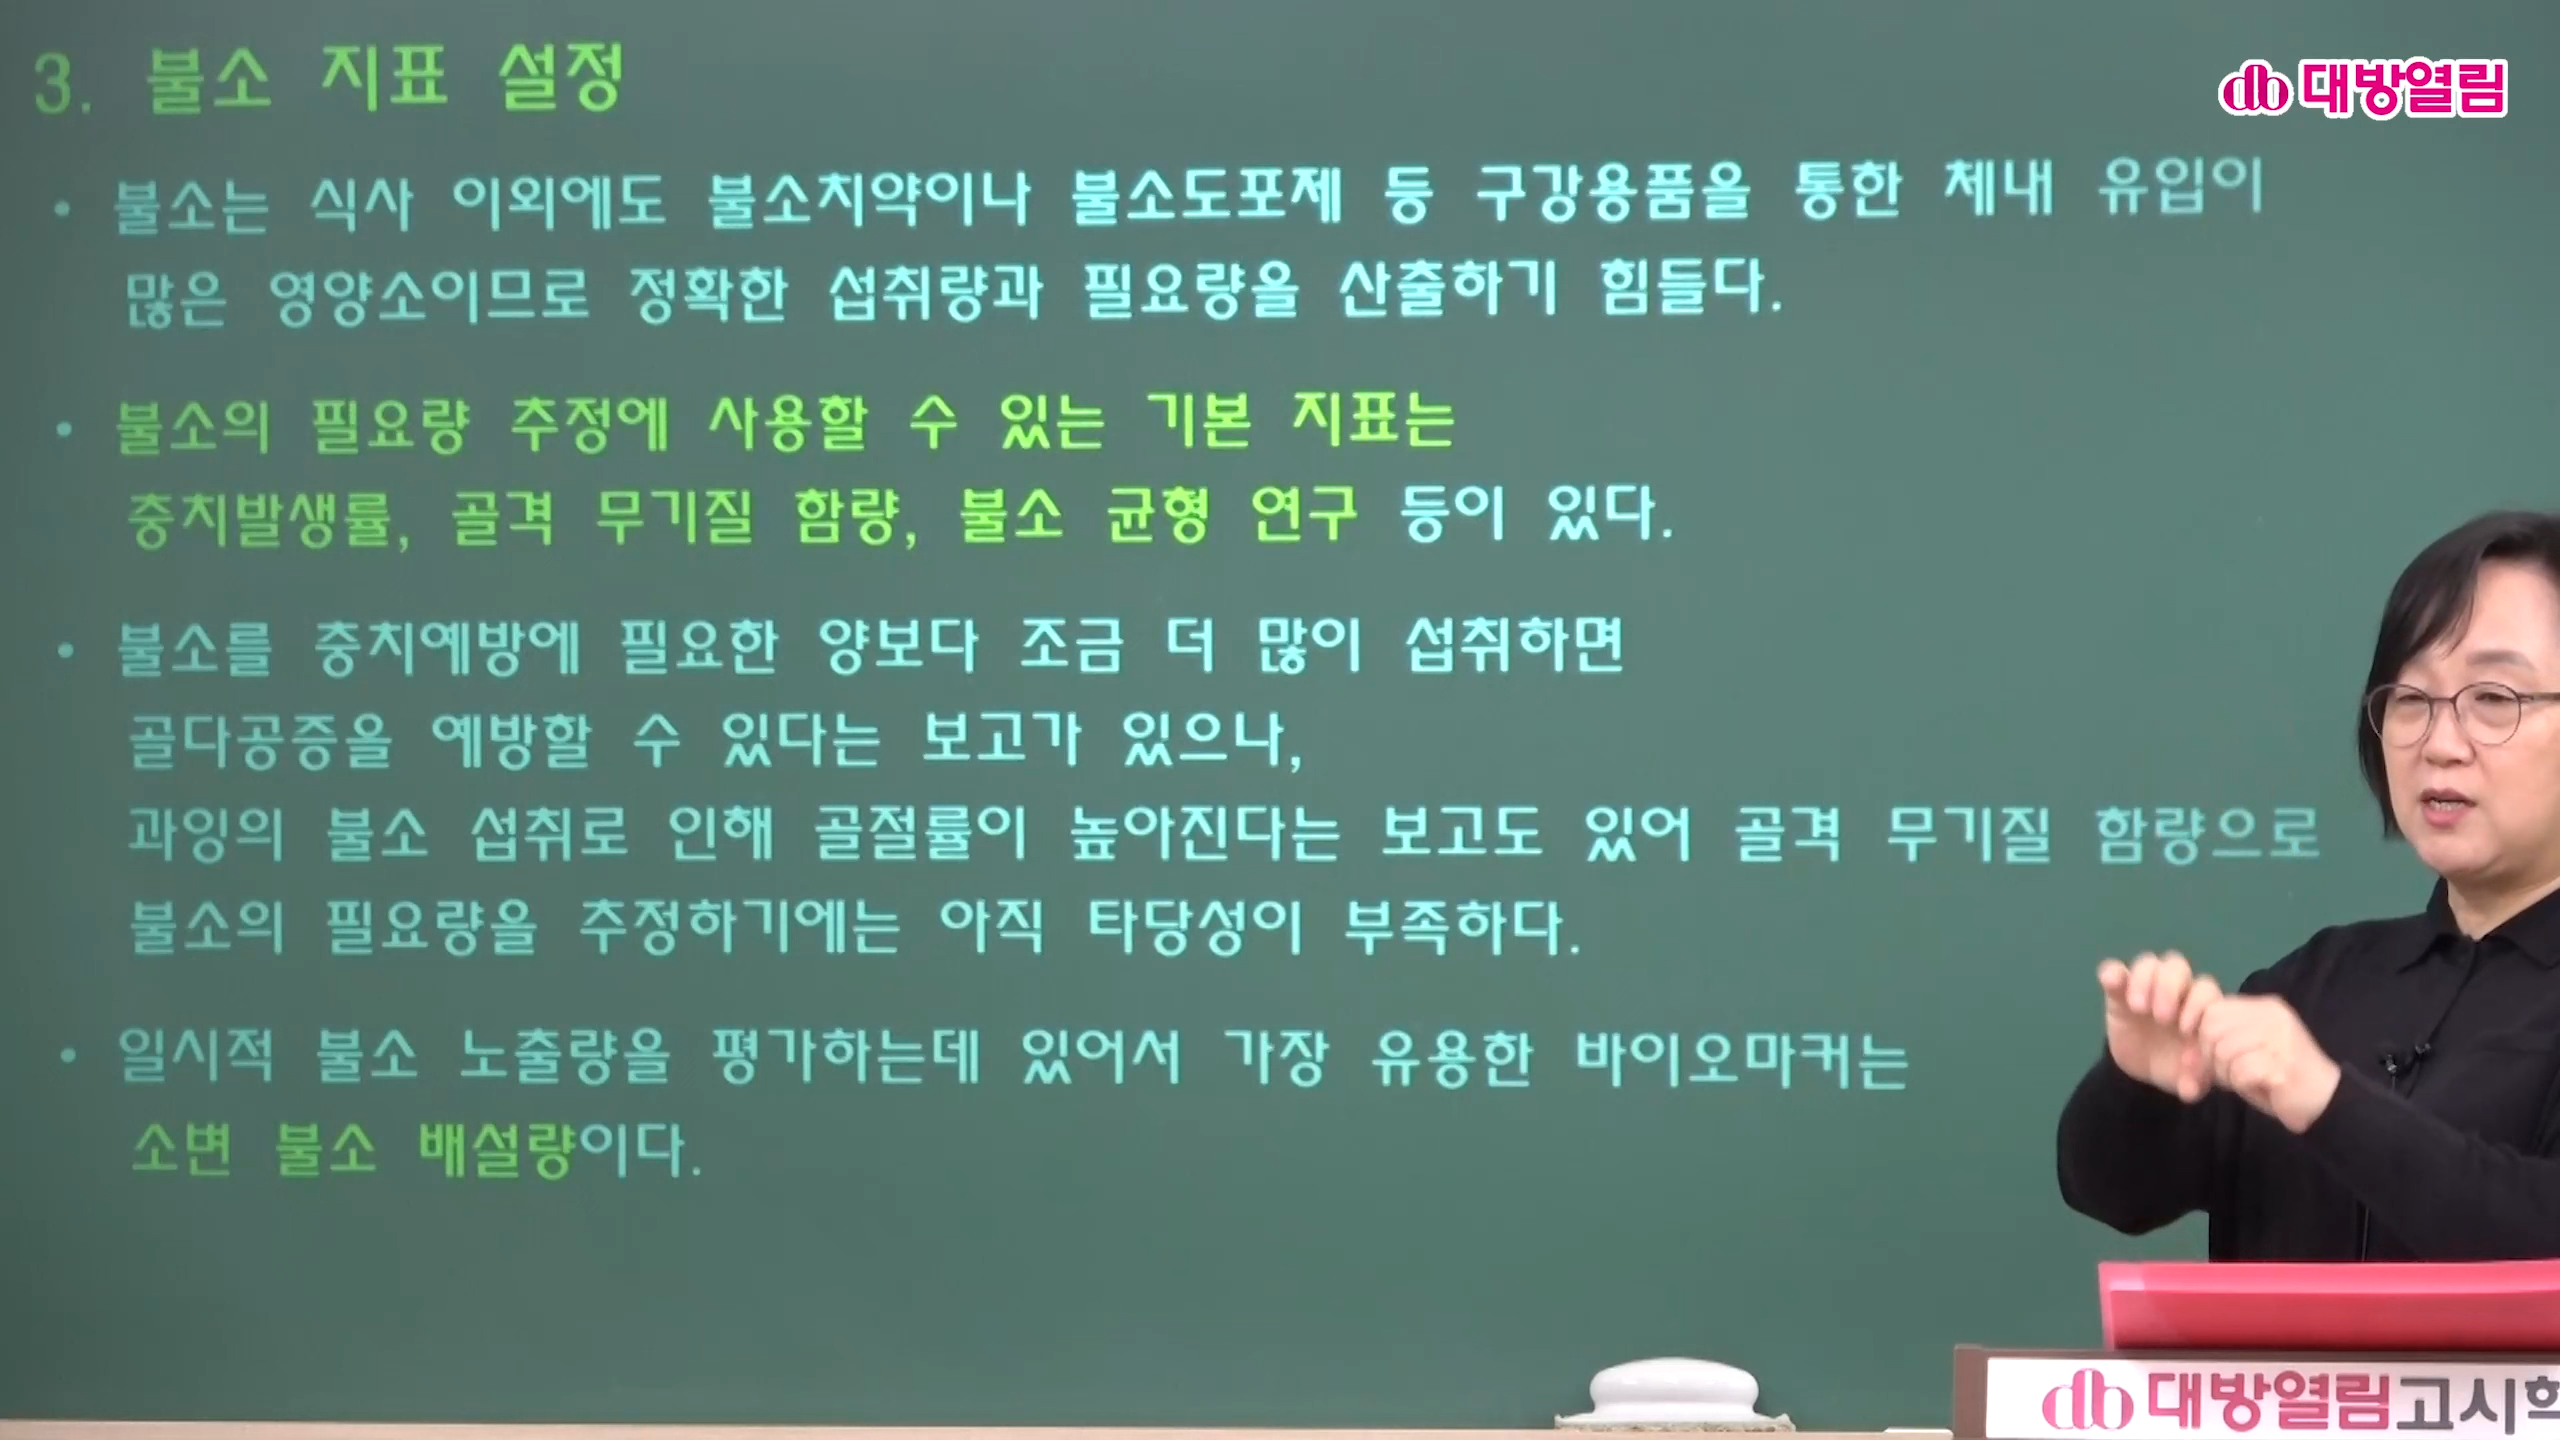 3. 불소 지표 설정
대방열림
• 불소는 식사 이외에도 불소치약이나 불소도포제 등 구강용품을 통한 체내 유입이
많은 영양소이므로 정확한 섭취량과 필요량을 산출하기 힘들다.
• 불소의 필요량 추정에 사용할 수 있는 기본 지표는
충치발생률, 골격 무기질 함량, 불소 균형 연구 등이 있다.
• 불소를 충치예방에 필요한 양보다 조금 더 많이 섭취하면
골다공증을 예방할 수 있다는 보고가 있으나,
과잉의 불소 섭취로 인해 골절률이 높아진다는 보고도 있어 골격 무기질 함량으로
불소의 필요량을 추정하기에는 아직 타당성이 부족하다.
• 일시적 불소 노출량을 평가하는데 있어서 가장 유용한 바이오마커는
소변 불소 배설량이다.
대방열림고시